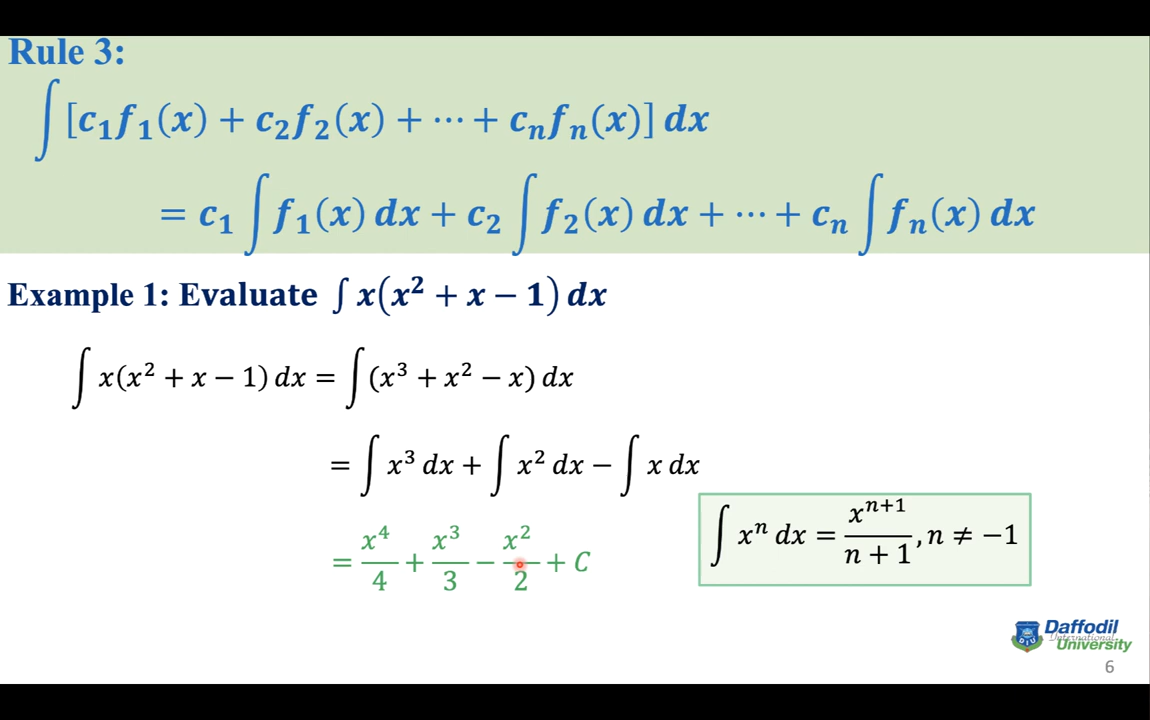 Rule 3:
∫[c₁f₁(x) + c₂f₂(x) + ⋯ + cₙfₙ(x)] dx
= c₁∫f₁(x) dx + c₂∫f₂(x) dx + ⋯ + cₙ∫fₙ(x) dx
Example 1: Evaluate ∫ x(x² + x − 1) dx
∫x(x² + x − 1) dx = ∫(x³ + x² − x) dx
= ∫x³ dx + ∫x² dx − ∫x dx
= x⁴/4 + x³/3 − x²/2 + C
∫xⁿ dx = xⁿ⁺¹/(n + 1), n ≠ −1
Daffodil
International
University
6